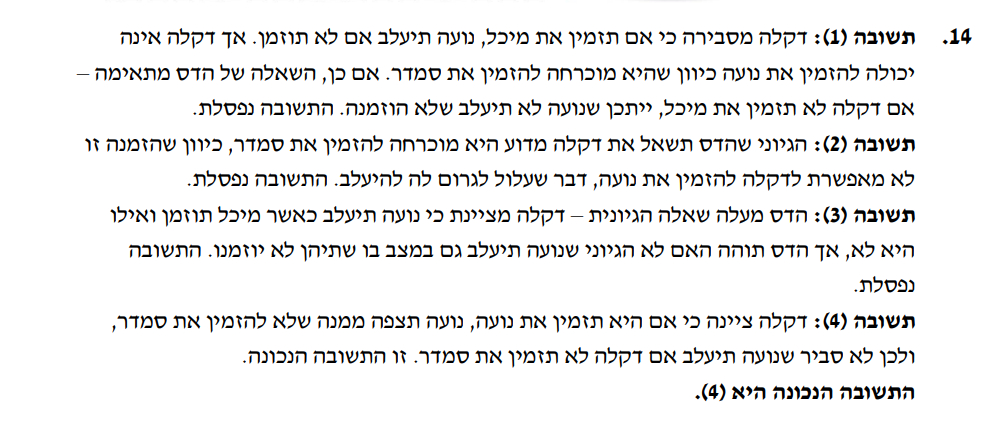 14. תשובה (1): דקלה מסבירה כי אם תזמין את מיכל, נועה תיעלב אם לא תוזמן. אך דקלה אינה
יכולה להזמין את נועה כיוון שהיא מוכרחה להזמין את סמדר. אם כן, השאלה של הדס מתאימה –
אם דקלה לא תזמין את מיכל, ייתכן שנועה לא תיעלב שלא הוזמנה. התשובה נפסלת.
תשובה (2): הגיוני שהדס תשאל את דקלה מדוע היא מוכרחה להזמין את סמדר, כיוון שהזמנה זו
לא מאפשרת לדקלה להזמין את נועה, דבר שעלול לגרום לה להיעלב. התשובה נפסלת.
תשובה (3): הדס מעלה שאלה הגיונית – דקלה מציינת כי נועה תיעלב כאשר מיכל תוזמן ואילו
היא לא, אך הדס תוהה האם לא הגיוני שנועה תיעלב גם במצב בו שתיהן לא יוזמנו. התשובה
נפסלת.
תשובה (4): דקלה ציינה כי אם היא תזמין את נועה, נועה תצפה ממנה שלא להזמין את סמדר,
ולכן לא סביר שנועה תיעלב אם דקלה לא תזמין את סמדר. זו התשובה הנכונה.
התשובה הנכונה היא (4).